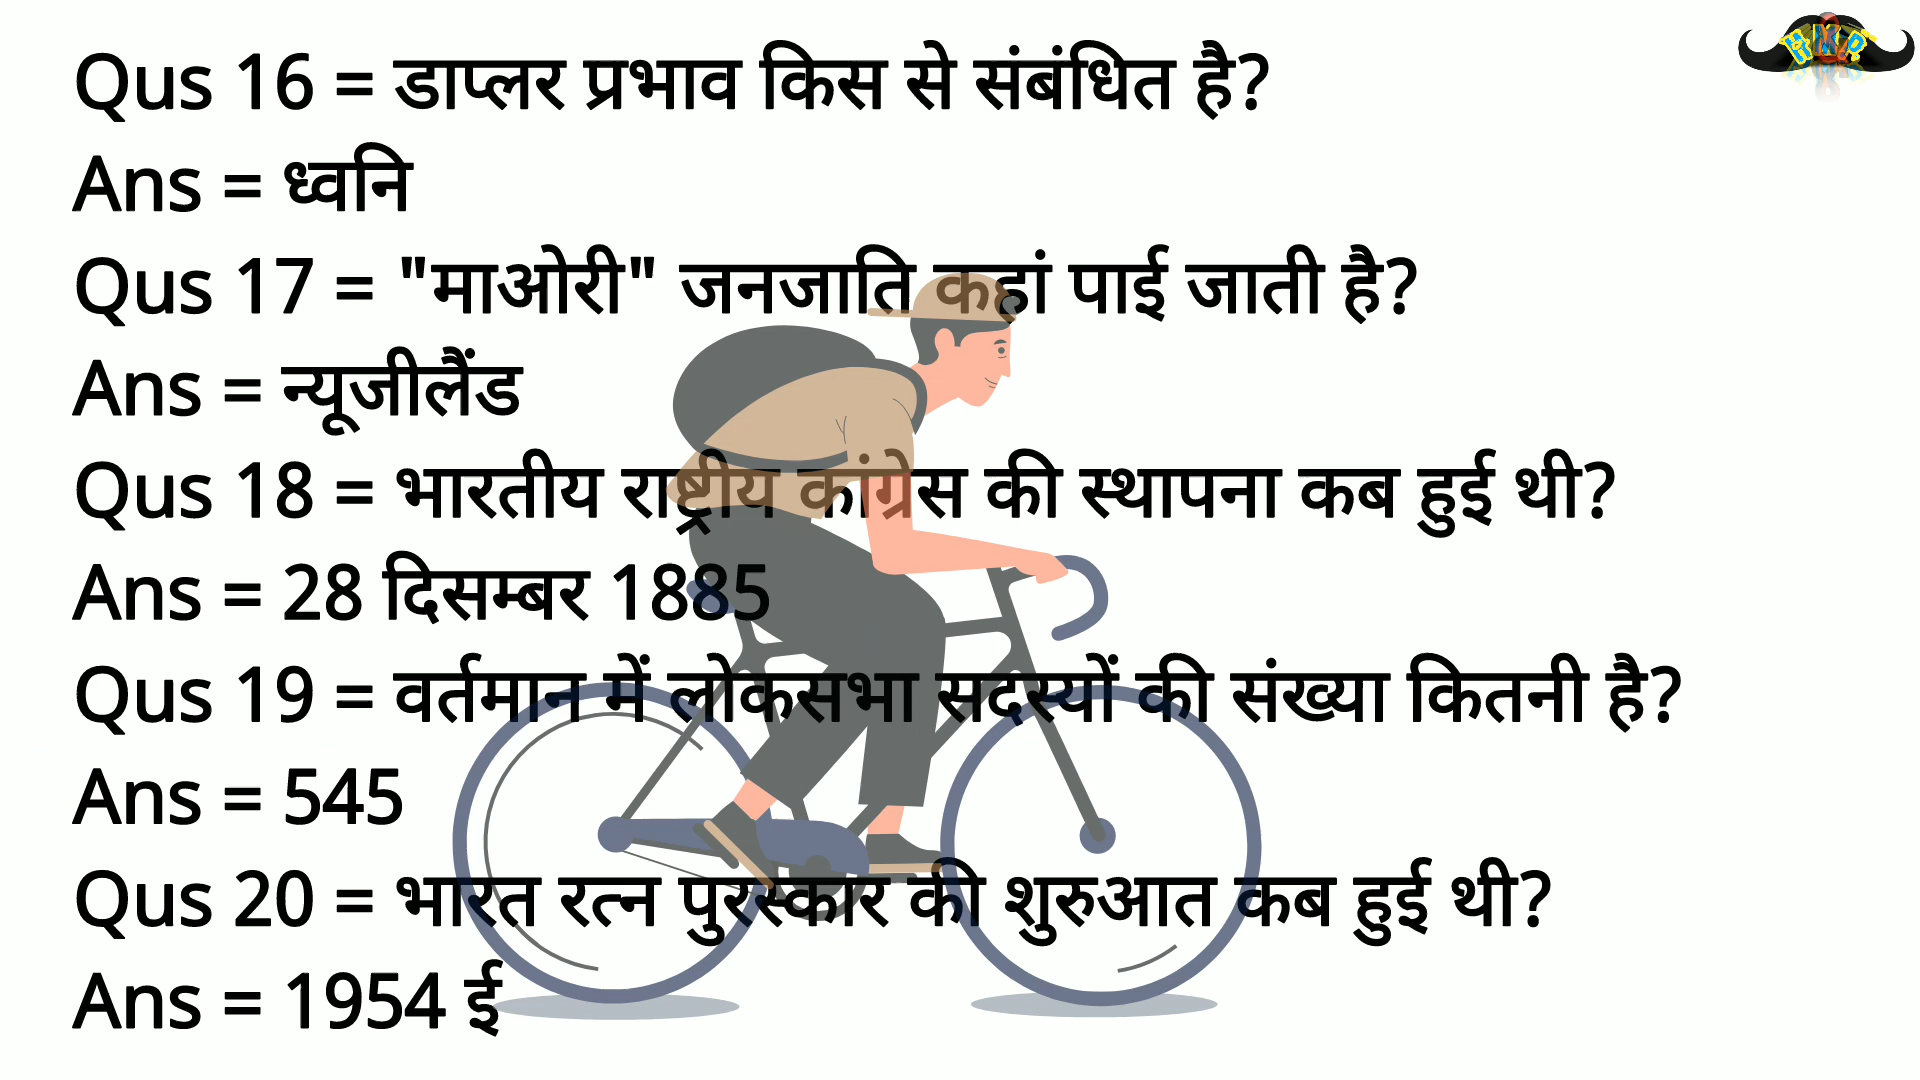 Qus 16 = डाप्लर प्रभाव किस से संबंधित है?
Ans = ध्वनि
Qus 17 = "माओरी" जनजाति कहां पाई जाती है?
Ans = न्यूजीलैंड
Qus 18 = भारतीय राष्ट्रीय कांग्रेस की स्थापना कब हुई थी?
Ans = 28 दिसम्बर 1885
Qus 19 = वर्तमान में लोकसभा सदस्यों की संख्या कितनी है?
Ans = 545
Qus 20 = भारत रत्न पुरस्कार की शुरुआत कब हुई थी?
Ans = 1954 ई